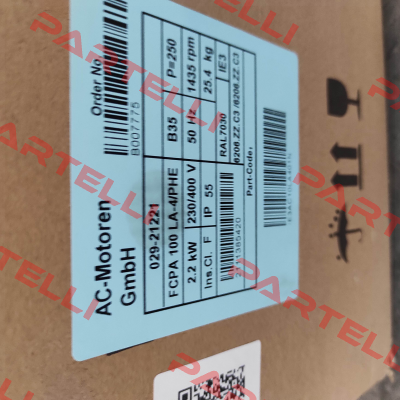 AC-Motoren
GmbH
Order No
B007775
029-21221
FCPA 100 LA-4/PHE B35 P=250
2.2 kW 230/400 V 50 Hz 1435 rpm
Ins.Cl. F IP 55 25.4 kg
RAL7030 IE3
6206.ZZ.C3 /6206.ZZ.C3
Part-Code:
PARTELLI
PARTELLI
PARTELLI
PARTELLI
PARTELLI